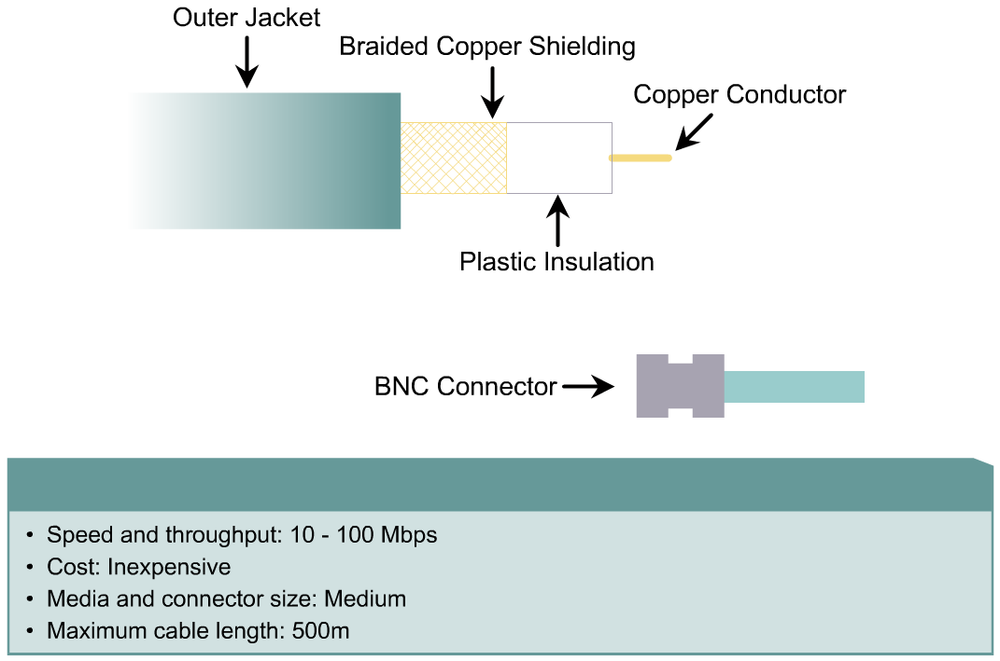 Outer Jacket
Braided Copper Shielding
Copper Conductor
Plastic Insulation
BNC Connector
• Speed and throughput: 10 - 100 Mbps
• Cost: Inexpensive
• Media and connector size: Medium
• Maximum cable length: 500m